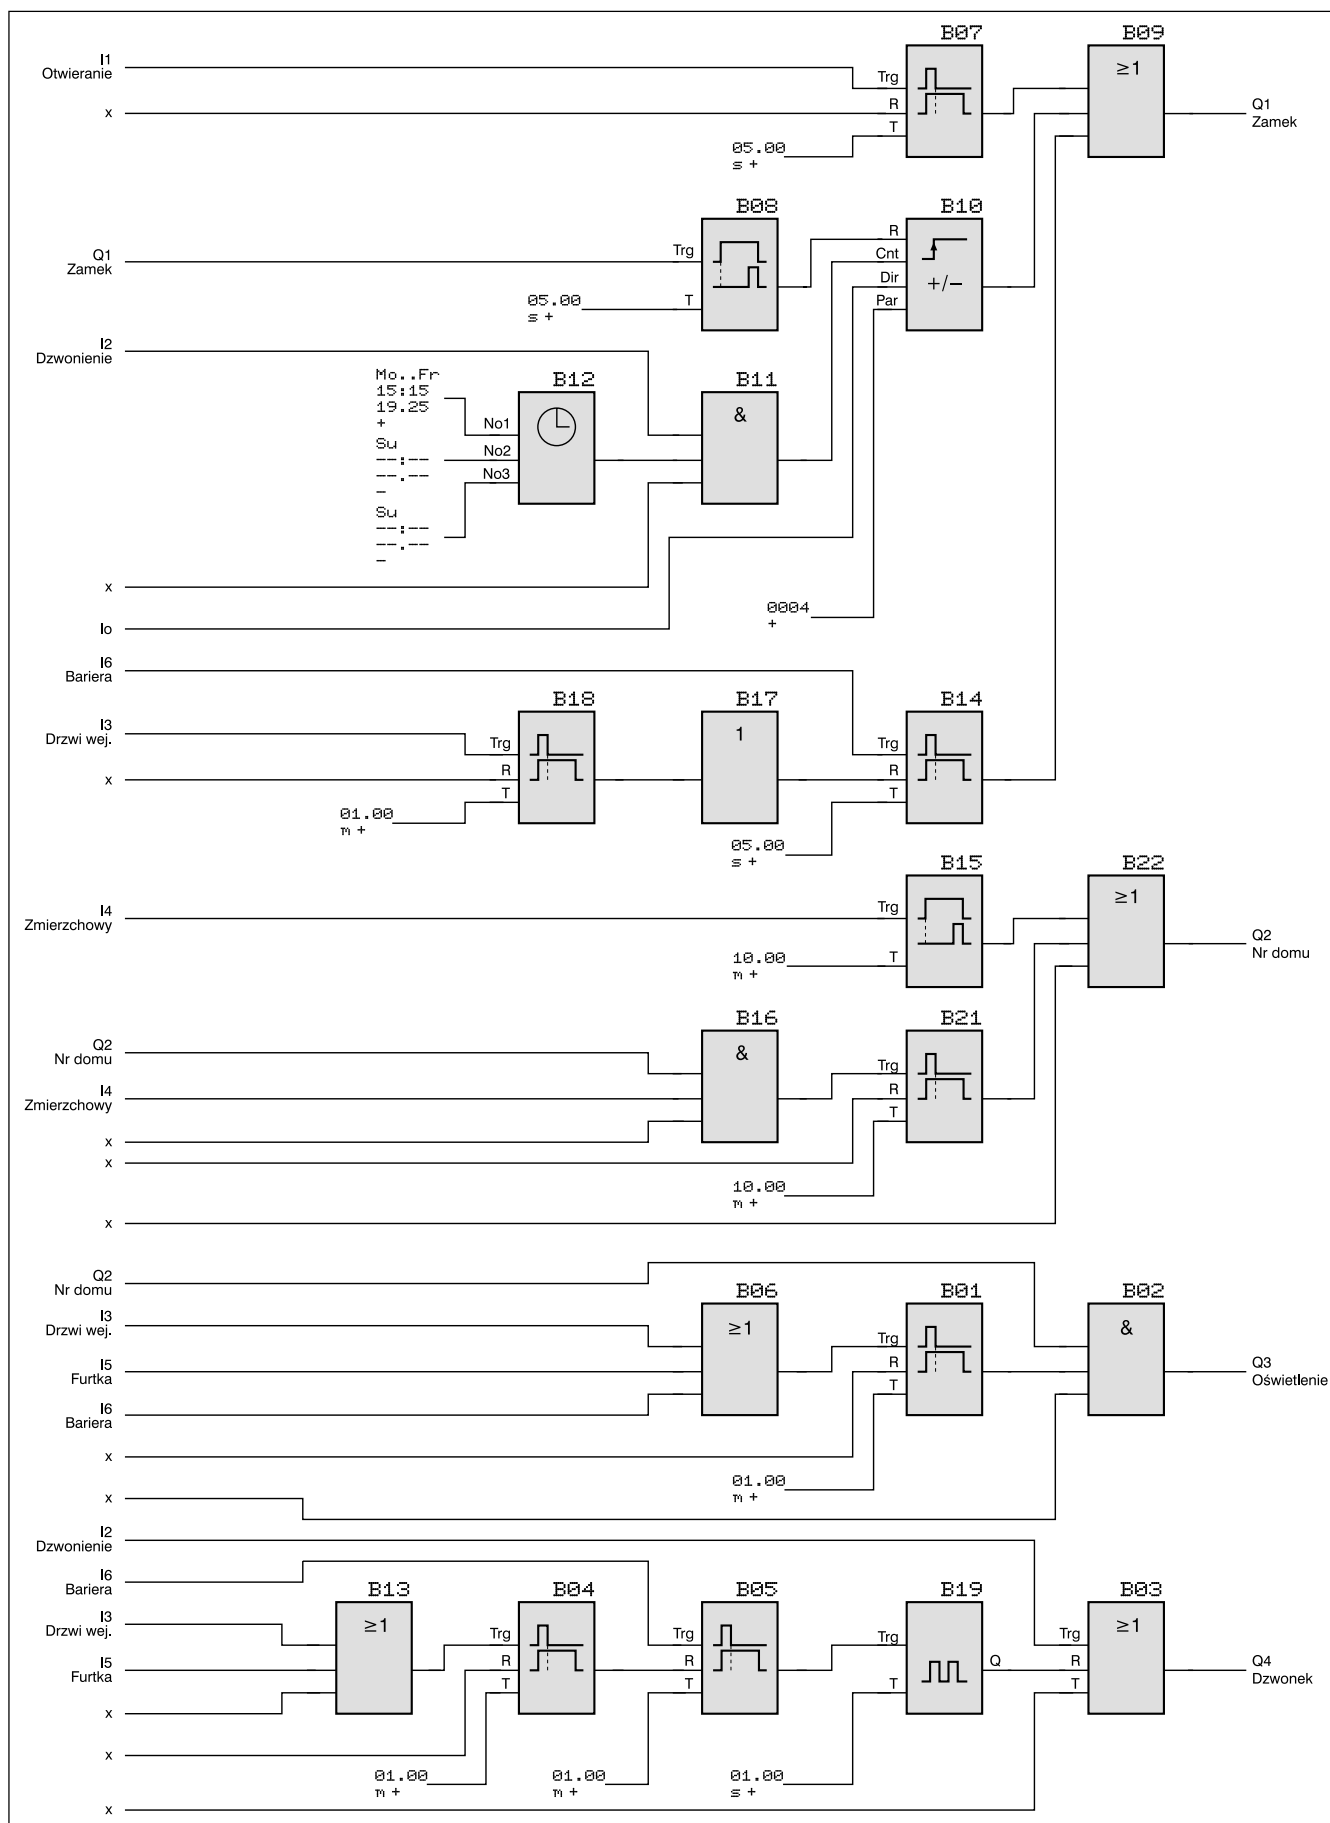 B07
B09
I1
Otwieranie
Trg
≥1
x
R
T
Q1
Zamek
05.00
s +
B08
B10
Q1
Zamek
Trg
R
Cnt
Dir
Par
+/−
05.00
s +
T
I2
Dzwonienie
Mo..Fr
15:15
19.25
+
B12
B11
No1
&
Su
--:--
--.--
-
No2
No3
Su
--:--
--.--
-
x
0004
+
Io
I6
Bariera
B18
B17
B14
I3
Drzwi wej.
Trg
1
Trg
x
R
R
T
T
01.00
m +
05.00
s +
B15
B22
I4
Zmierzchowy
Trg
≥1
Q2
Nr domu
10.00
m +
T
B16
B21
Q2
Nr domu
&
Trg
I4
Zmierzchowy
R
T
x
x
10.00
m +
x
Q2
Nr domu
B06
B01
B02
I3
Drzwi wej.
≥1
Trg
&
I5
Furtka
R
Q3
Oświetlenie
T
I6
Bariera
x
01.00
m +
x
I2
Dzwonienie
I6
Bariera
B13
B04
B05
B19
B03
I3
Drzwi wej.
≥1
Trg
Trg
Trg
Trg
≥1
I5
Furtka
R
R
Q
R
Q4
Dzwonek
T
T
T
T
x
x
01.00
m +
01.00
m +
01.00
s +
x